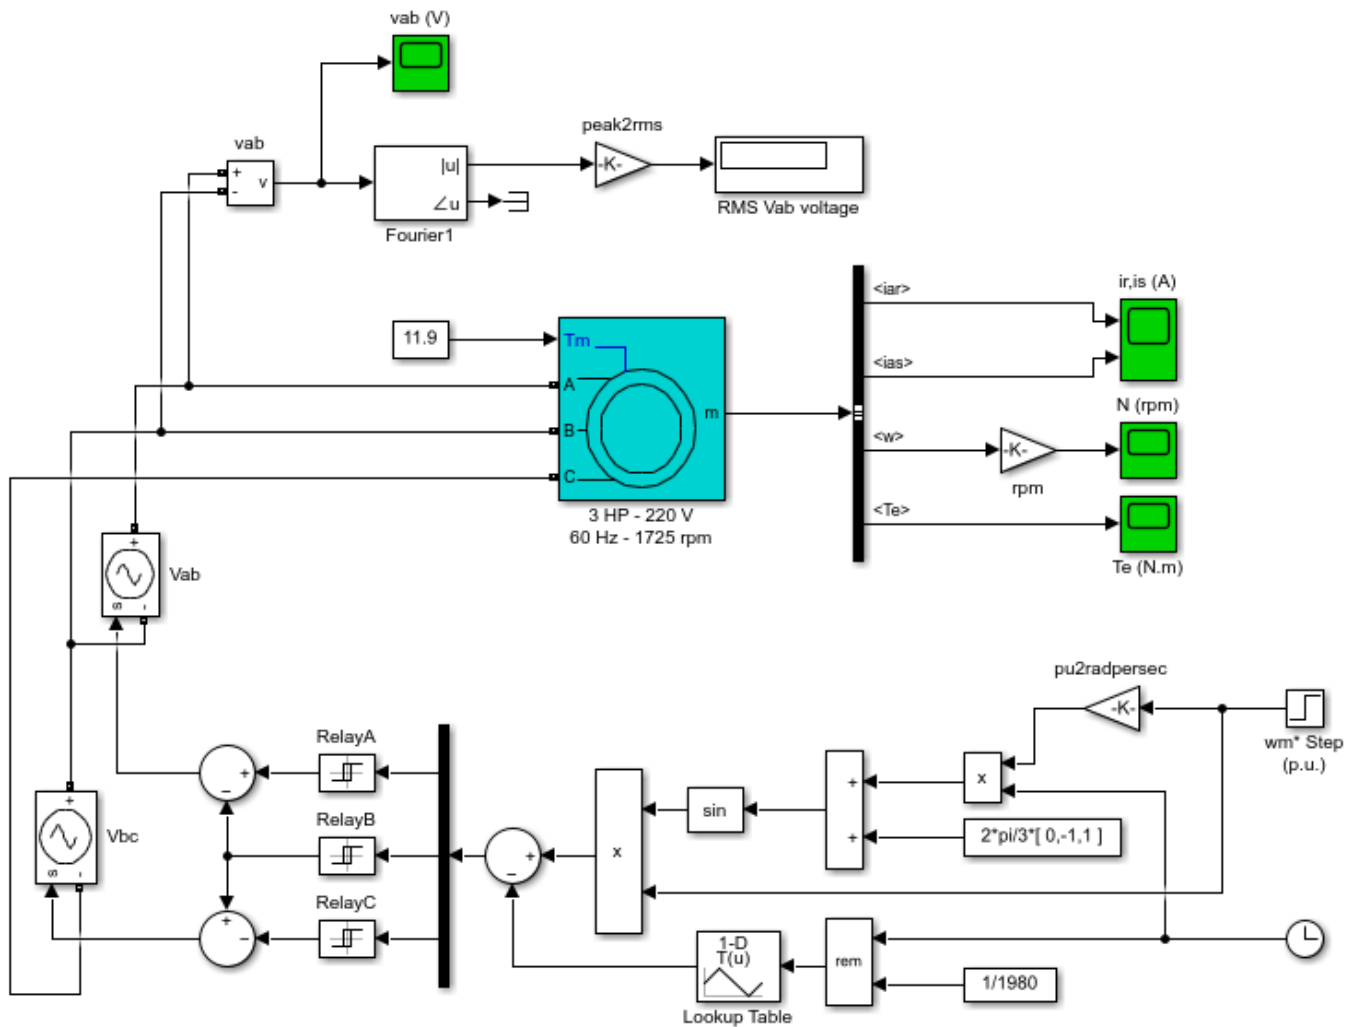 vab (V)
peak2rms
-K-
vab
+
v
-
|u|
∠u
Fourier1
RMS Vab voltage
11.9
Tm
A
B
C
m
3 HP - 220 V
60 Hz - 1725 rpm
<iar>
<ias>
<w>
<Te>
ir,is (A)
N (rpm)
-K-
rpm
Te (N.m)
+
Vab
s
-
pu2radpersec
-K-
wm* Step
(p.u.)
RelayA
+
-
RelayB
RelayC
+
-
+
Vbc
s
-
+
-
x
sin
+
+
x
2*pi/3*[ 0,-1,1 ]
1-D
T(u)
Lookup Table
rem
1/1980